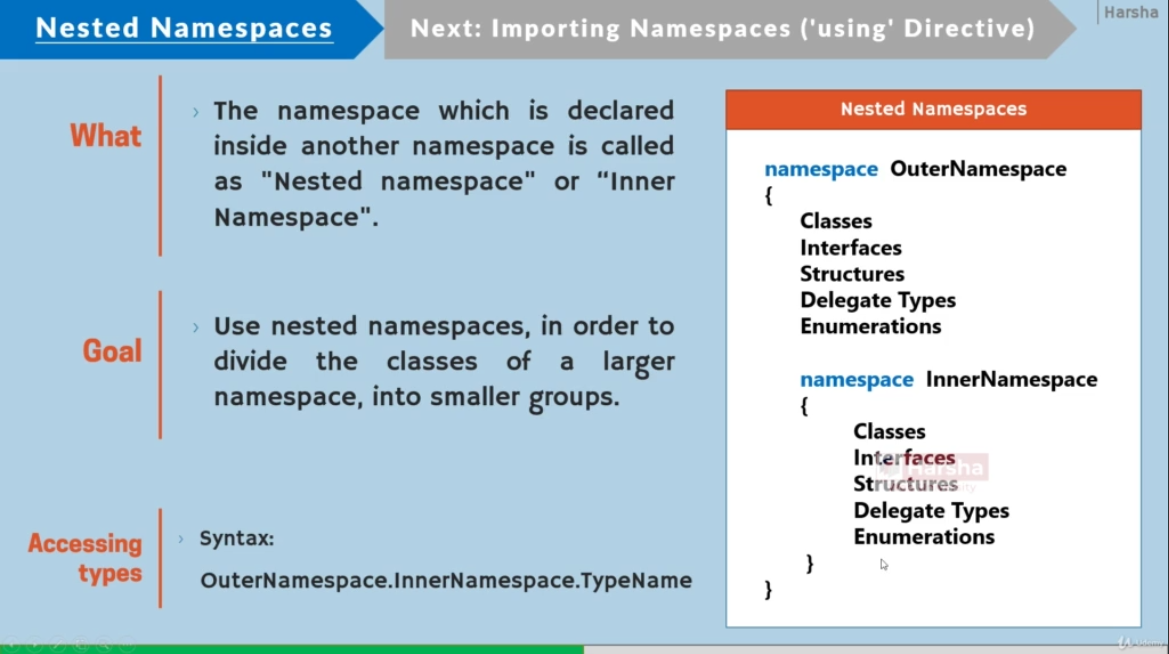 Nested Namespaces
Next: Importing Namespaces ('using' Directive)
Harsha
What
› The namespace which is declared
inside another namespace is called
as "Nested namespace" or “Inner
Namespace".
Goal
› Use nested namespaces, in order to
divide the classes of a larger
namespace, into smaller groups.
Accessing
types
› Syntax:
OuterNamespace.InnerNamespace.TypeName
Nested Namespaces
namespace OuterNamespace
{
Classes
Interfaces
Structures
Delegate Types
Enumerations
namespace InnerNamespace
{
Classes
Interfaces
Structures
Delegate Types
Enumerations
}
}
Harsha
Udemy